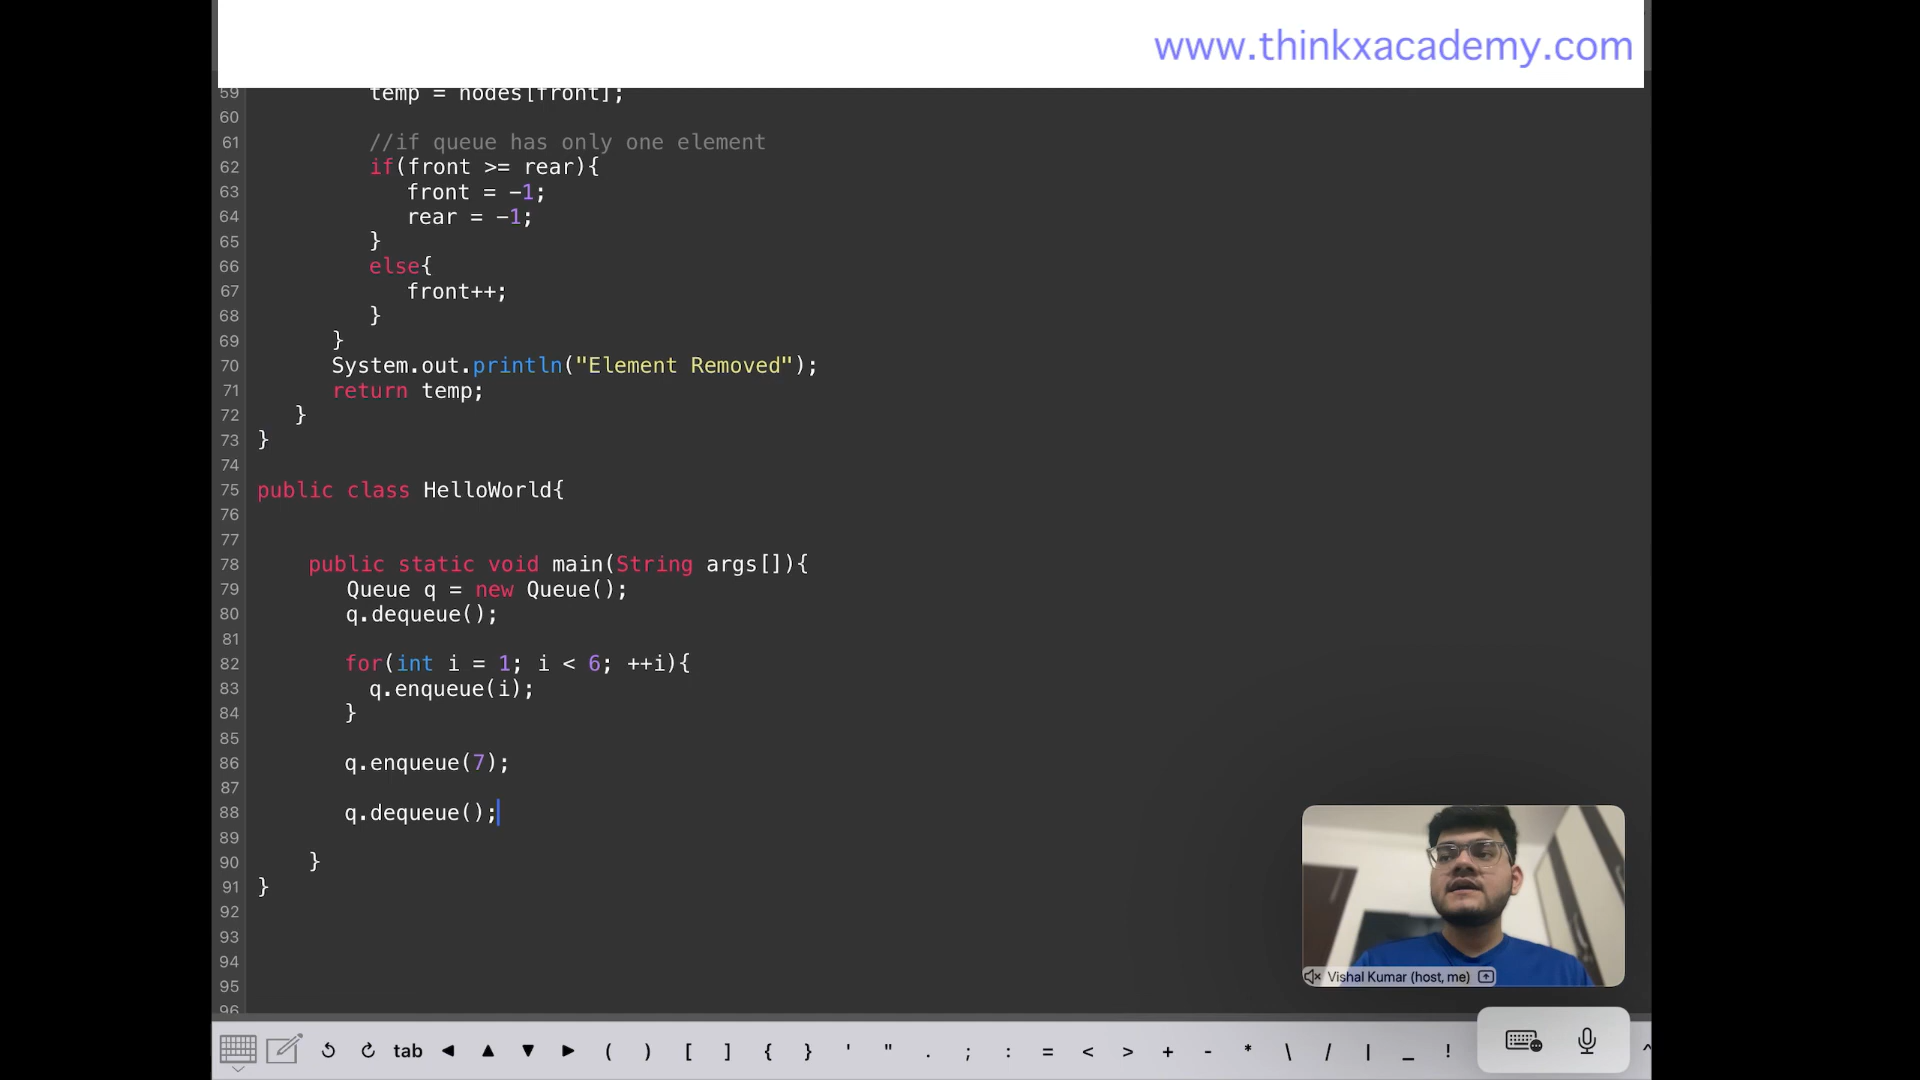 www.thinkxacademy.com
59 temp = nodes[front];
60
61 //if queue has only one element
62 if(front >= rear){
63 front = -1;
64 rear = -1;
65 }
66 else{
67 front++;
68 }
69 }
70 System.out.println("Element Removed");
71 return temp;
72 }
73 }
74
75 public class HelloWorld{
76
77
78 public static void main(String args[]){
79 Queue q = new Queue();
80 q.dequeue();
81
82 for(int i = 1; i < 6; ++i){
83 q.enqueue(i);
84 }
85
86 q.enqueue(7);
87
88 q.dequeue();
89
90 }
91 }
92
93
94
95
96
Vishal Kumar (host, me)
tab ( ) [ ] { } ' " . ; : = < > + - * \ / | _ ! ^